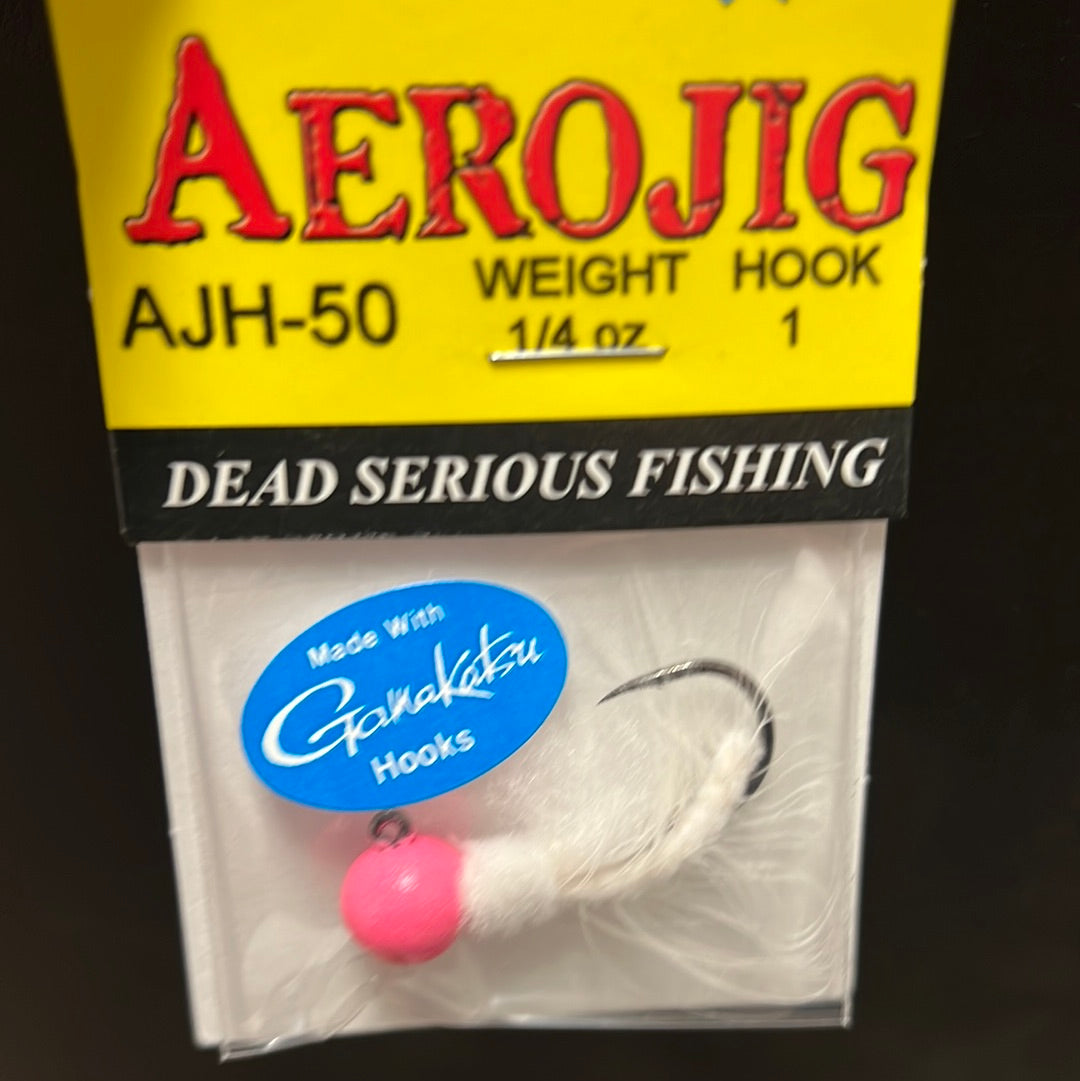 AEROJIG
AJH-50 WEIGHT HOOK
1/4 oz 1
DEAD SERIOUS FISHING
Made With
Gamakatsu
Hooks